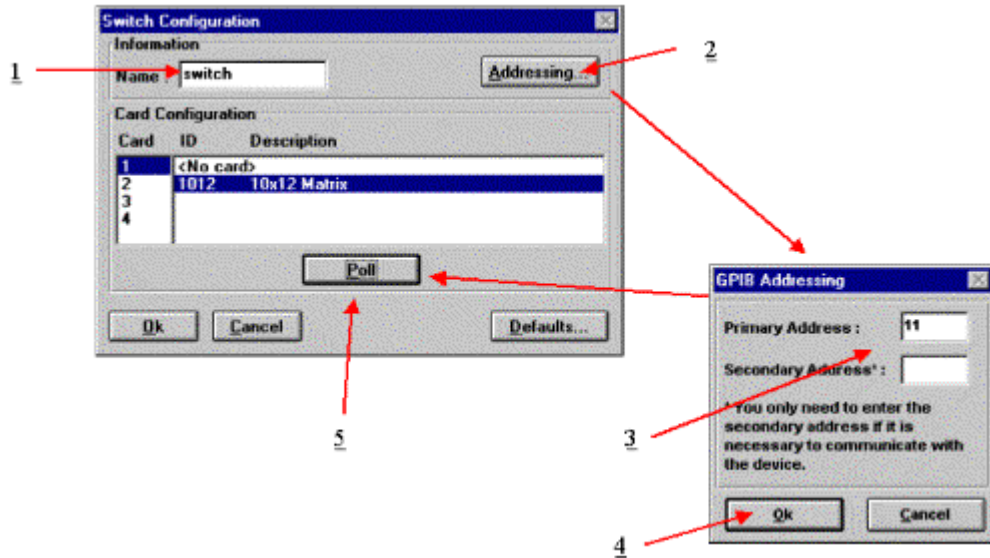 Switch Configuration
Information
1
Name : switch
Addressing...
2
Card Configuration
Card ID Description
1 <No card>
2 1012 10x12 Matrix
3
4
Poll
Ok Cancel Defaults...
5
GPIB Addressing
Primary Address : 11
Secondary Address* :
* You only need to enter the
secondary address if it is
necessary to communicate with
the device.
3
Ok Cancel
4